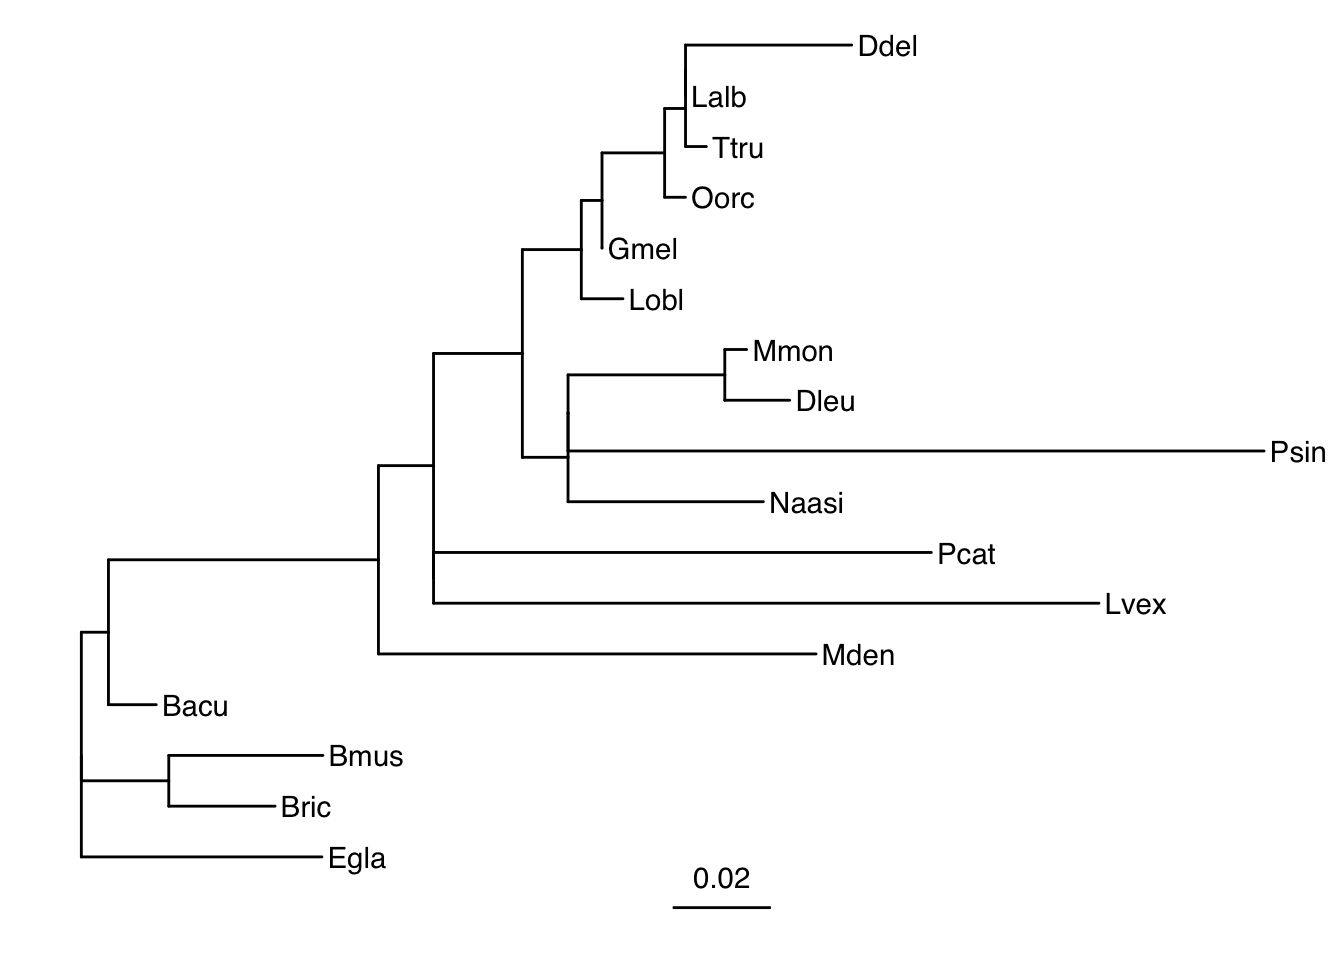 Ddel
Lalb
Ttru
Oorc
Gmel
Lobl
Mmon
Dleu
Psin
Naasi
Pcat
Lvex
Mden
Bacu
Bmus
Bric
Egla
0.02